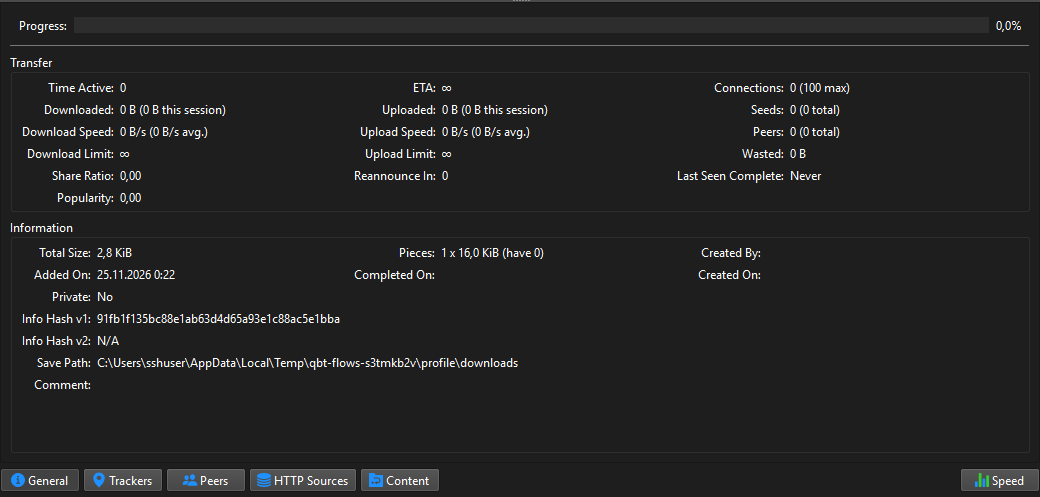 Progress: 0,0%
Transfer
Time Active: 0 ETA: ∞ Connections: 0 (100 max)
Downloaded: 0 B (0 B this session) Uploaded: 0 B (0 B this session) Seeds: 0 (0 total)
Download Speed: 0 B/s (0 B/s avg.) Upload Speed: 0 B/s (0 B/s avg.) Peers: 0 (0 total)
Download Limit: ∞ Upload Limit: ∞ Wasted: 0 B
Share Ratio: 0,00 Reannounce In: 0 Last Seen Complete: Never
Popularity: 0,00
Information
Total Size: 2,8 KiB Pieces: 1 x 16,0 KiB (have 0) Created By:
Added On: 25.11.2026 0:22 Completed On: Created On:
Private: No
Info Hash v1: 91fb1f135bc88e1ab63d4d65a93e1c88ac5e1bba
Info Hash v2: N/A
Save Path: C:\Users\sshuser\AppData\Local\Temp\qbt-flows-s3tmkb2v\profile\downloads
Comment:
General Trackers Peers HTTP Sources Content Speed